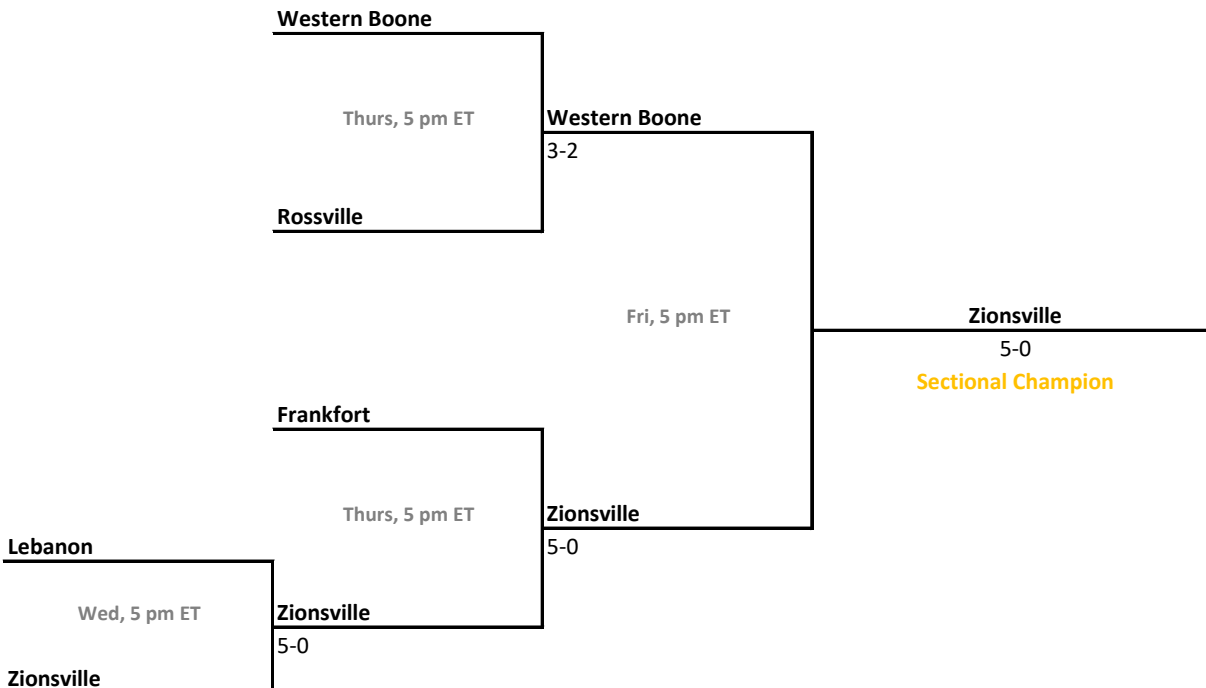 Western Boone
Thurs, 5 pm ET
Western Boone
3-2
Rossville
Fri, 5 pm ET
Zionsville
5-0
Sectional Champion
Frankfort
Thurs, 5 pm ET
Zionsville
5-0
Lebanon
Wed, 5 pm ET
Zionsville
5-0
Zionsville